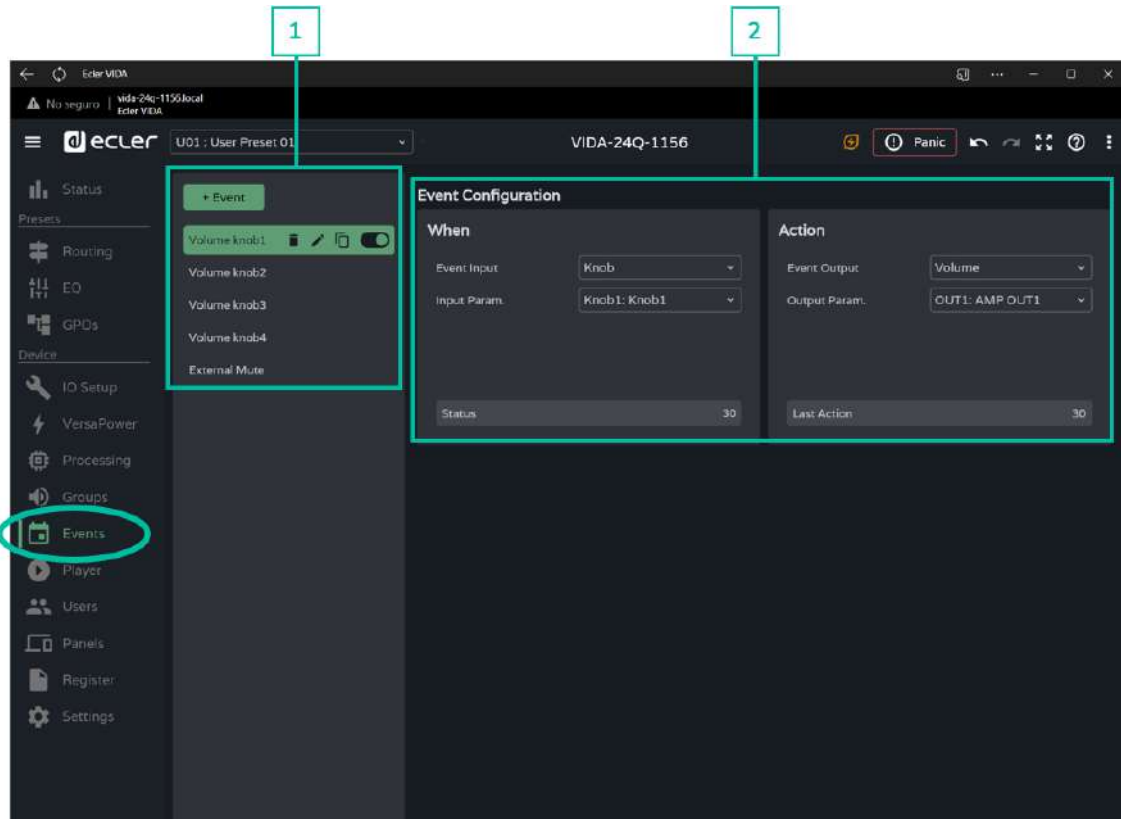 1
2
Ecler VIDA
No seguro | vida-24q-1156.local
Ecler VIDA
ecler
U01 : User Preset 01
VIDA-24Q-1156
Panic
Status
Presets
Routing
EQ
GPOs
Device
IO Setup
VersaPower
Processing
Groups
Events
Player
Users
Panels
Register
Settings
+ Event
Volume knob1
Volume knob2
Volume knob3
Volume knob4
External Mute
Event Configuration
When
Event Input Knob
Input Param. Knob1: Knob1
Status 30
Action
Event Output Volume
Output Param. OUT1: AMP OUT1
Last Action 30